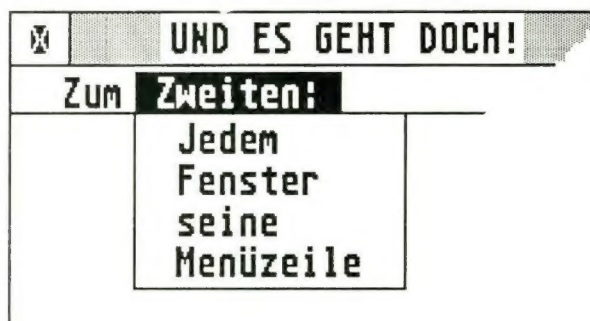 UND ES GEHT DOCH!
Zum Zweiten:
Jedem
Fenster
seine
Menüzeile